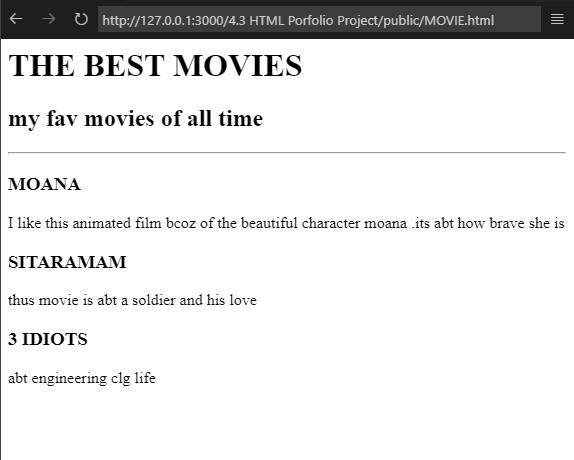 http://127.0.0.1:3000/4.3 HTML Porfolio Project/public/MOVIE.html
THE BEST MOVIES
my fav movies of all time
MOANA
I like this animated film bcoz of the beautiful character moana .its abt how brave she is
SITARAMAM
thus movie is abt a soldier and his love
3 IDIOTS
abt engineering clg life